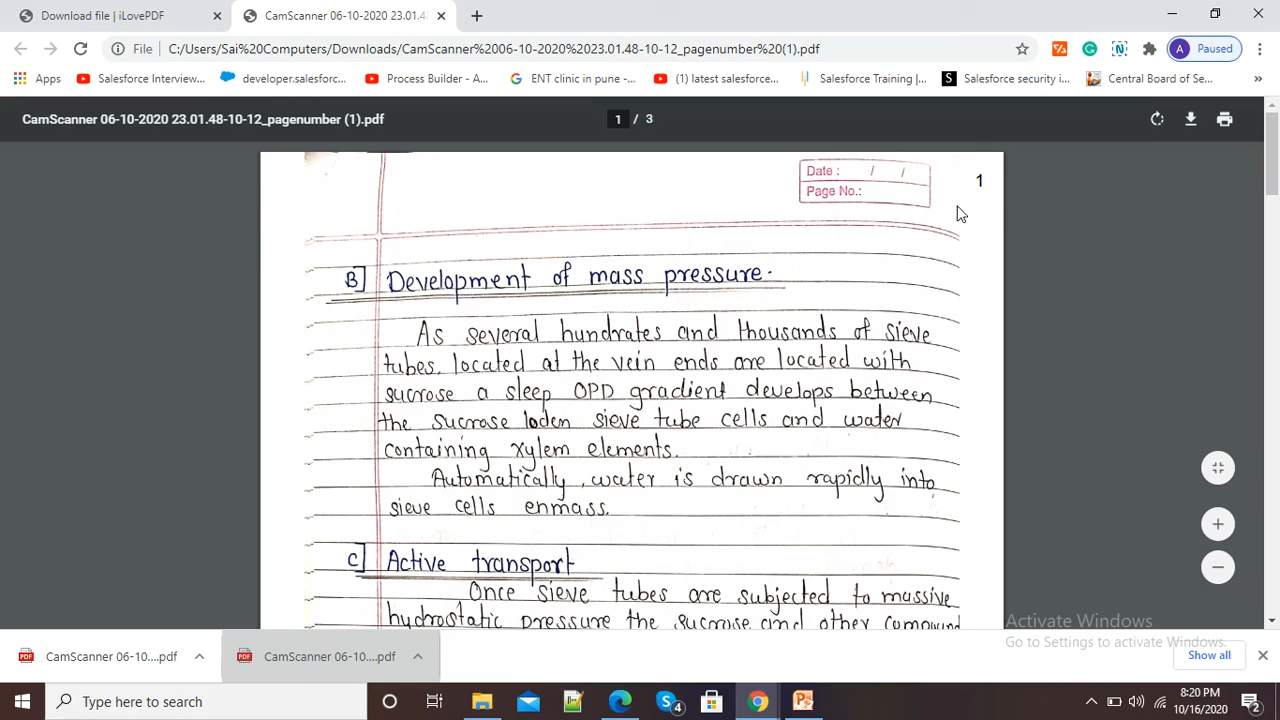 Download file | iLovePDF
CamScanner 06-10-2020 23.01.48
File C:/Users/Sai%20Computers/Downloads/CamScanner%2006-10-2020%2023.01.48-10-12_pagenumber%20(1).pdf
A Paused
Apps Salesforce Interview... developer.salesforc... Process Builder - A... ENT clinic in pune -... (1) latest salesforce... Salesforce Training |... Salesforce security i... Central Board of Se...
CamScanner 06-10-2020 23.01.48-10-12_pagenumber (1).pdf
1 / 3
Date : / /
Page No.:
1
B] Development of mass pressure.
As several hundrates and thousands of sieve
tubes. located at the vein ends are located with
sucrose a sleep OPD gradient develops between
the sucrose loden sieve tube cells and water
containing xylem elements.
Automatically, water is drawn rapidly into
sieve cells enmass.
C] Active transport
Once sieve tubes are subjected to massive
hydrostatic pressure the sucrose and other compound
Activate Windows
Go to Settings to activate Windows.
CamScanner 06-10....pdf
CamScanner 06-10....pdf
Show all
Type here to search
4
8:20 PM
10/16/2020
2